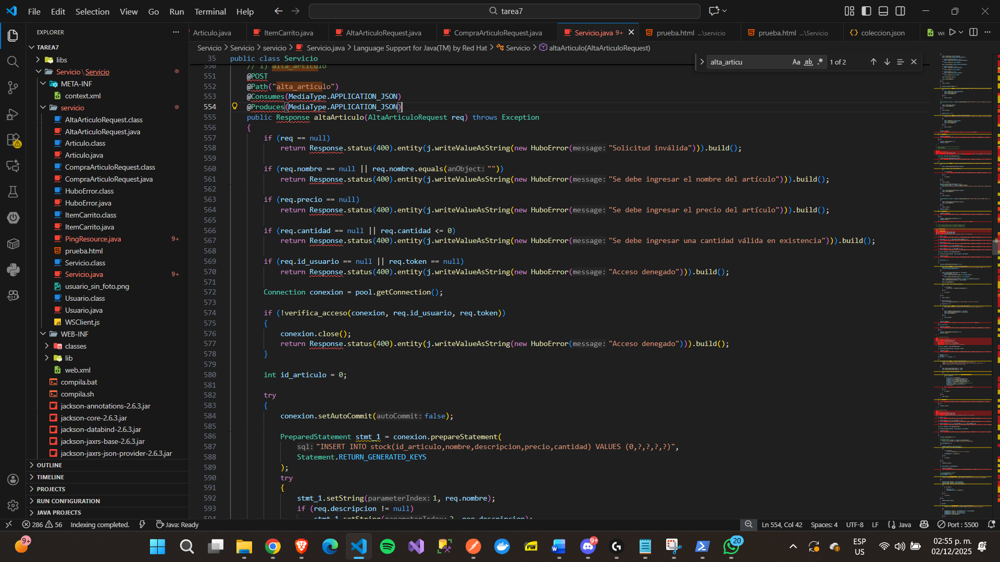 File Edit Selection View Go Run Terminal Help
tarea7
EXPLORER
Articulo.java
ItemCarrito.java
AltaArticuloRequest.java
CompraArticuloRequest.java
Servicio.java 9+
prueba.html ...\servicio
prueba.html ...\Servicio
coleccion.json
we
Servicio > Servicio > servicio > Servicio.java > Language Support for Java(TM) by Red Hat > Servicio > altaArticulo(AltaArticuloRequest)
alta_articu
Aa ab .* 1 of 2
TAREA7
libs
Servicio \ Servicio
META-INF
context.xml
servicio
AltaArticuloRequest.class
AltaArticuloRequest.java
Articulo.class
Articulo.java
CompraArticuloRequest.class
CompraArticuloRequest.java
HuboError.class
HuboError.java
ItemCarrito.class
ItemCarrito.java
PingResource.java 9+
prueba.html
Servicio.class
Servicio.java 9+
usuario_sin_foto.png
Usuario.class
Usuario.java
WSClient.js
WEB-INF
classes
lib
web.xml
compila.bat
compila.sh
jackson-annotations-2.6.3.jar
jackson-core-2.6.3.jar
jackson-databind-2.6.3.jar
jackson-jaxrs-base-2.6.3.jar
jackson-jaxrs-json-provider-2.6.3.jar
OUTLINE
TIMELINE
PROJECTS
RUN CONFIGURATION
JAVA PROJECTS
35 public class Servicio
550 // 1) alta_articulo
551 @POST
552 @Path("alta_articulo")
553 @Consumes(MediaType.APPLICATION_JSON)
554 @Produces(MediaType.APPLICATION_JSON)
555 public Response altaArticulo(AltaArticuloRequest req) throws Exception
556 {
557 if (req == null)
558 return Response.status(400).entity(j.writeValueAsString(new HuboError(message: "Solicitud inválida"))).build();
559
560 if (req.nombre == null || req.nombre.equals(anObject: ""))
561 return Response.status(400).entity(j.writeValueAsString(new HuboError(message: "Se debe ingresar el nombre del artículo"))).build();
562
563 if (req.precio == null)
564 return Response.status(400).entity(j.writeValueAsString(new HuboError(message: "Se debe ingresar el precio del artículo"))).build();
565
566 if (req.cantidad == null || req.cantidad <= 0)
567 return Response.status(400).entity(j.writeValueAsString(new HuboError(message: "Se debe ingresar una cantidad válida en existencia"))).build();
568
569 if (req.id_usuario == null || req.token == null)
570 return Response.status(400).entity(j.writeValueAsString(new HuboError(message: "Acceso denegado"))).build();
571
572 Connection conexion = pool.getConnection();
573
574 if (!verifica_acceso(conexion, req.id_usuario, req.token))
575 {
576 conexion.close();
577 return Response.status(400).entity(j.writeValueAsString(new HuboError(message: "Acceso denegado"))).build();
578 }
579
580 int id_articulo = 0;
581
582 try
583 {
584 conexion.setAutoCommit(autoCommit: false);
585
586 PreparedStatement stmt_1 = conexion.prepareStatement(
587 sql: "INSERT INTO stock(id_articulo,nombre,descripcion,precio,cantidad) VALUES (0,?,?,?,?)",
588 Statement.RETURN_GENERATED_KEYS
589 );
590 try
591 {
592 stmt_1.setString(parameterIndex: 1, req.nombre);
593 if (req.descripcion != null)
594 stmt_1.setString(parameterIndex: 2, req.descripcion);
286 56 Indexing completed. Java: Ready
Ln 554, Col 42 Spaces: 4 UTF-8 LF Java Port : 5500
9+
PDF
9+
20
ESP
US
02:55 p. m.
02/12/2025